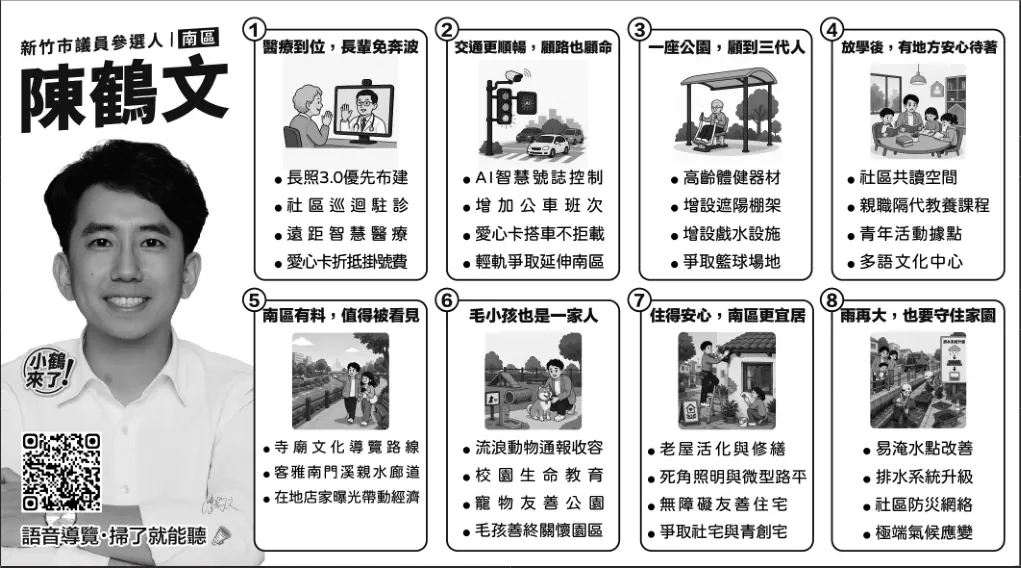 新竹市議員參選人|南區
陳鶴文
小鶴
來了!
語音導覽·掃了就能聽
1
醫療到位，長輩免奔波
●長照3.0優先布建
●社區巡迴駐診
●遠距智慧醫療
●愛心卡折抵掛號費
2
交通更順暢，顧路也顧命
●AI智慧號誌控制
●增加公車班次
●愛心卡搭車不拒載
●輕軌爭取延伸南區
3
一座公園，顧到三代人
●高齡體健器材
●增設遮陽棚架
●增設戲水設施
●爭取籃球場地
4
放學後，有地方安心待著
●社區共讀空間
●親職隔代教養課程
●青年活動據點
●多語文化中心
5
南區有料，值得被看見
●寺廟文化導覽路線
●客雅南門溪親水廊道
●在地店家曝光帶動經濟
6
毛小孩也是一家人
●流浪動物通報收容
●校園生命教育
●寵物友善公園
●毛孩善終關懷園區
7
住得安心，南區更宜居
●老屋活化與修繕
●死角照明與微型路平
●無障礙友善住宅
●爭取社宅與青創宅
8
雨再大，也要守住家園
●易淹水點改善
●排水系統升級
●社區防災網絡
●極端氣候應變